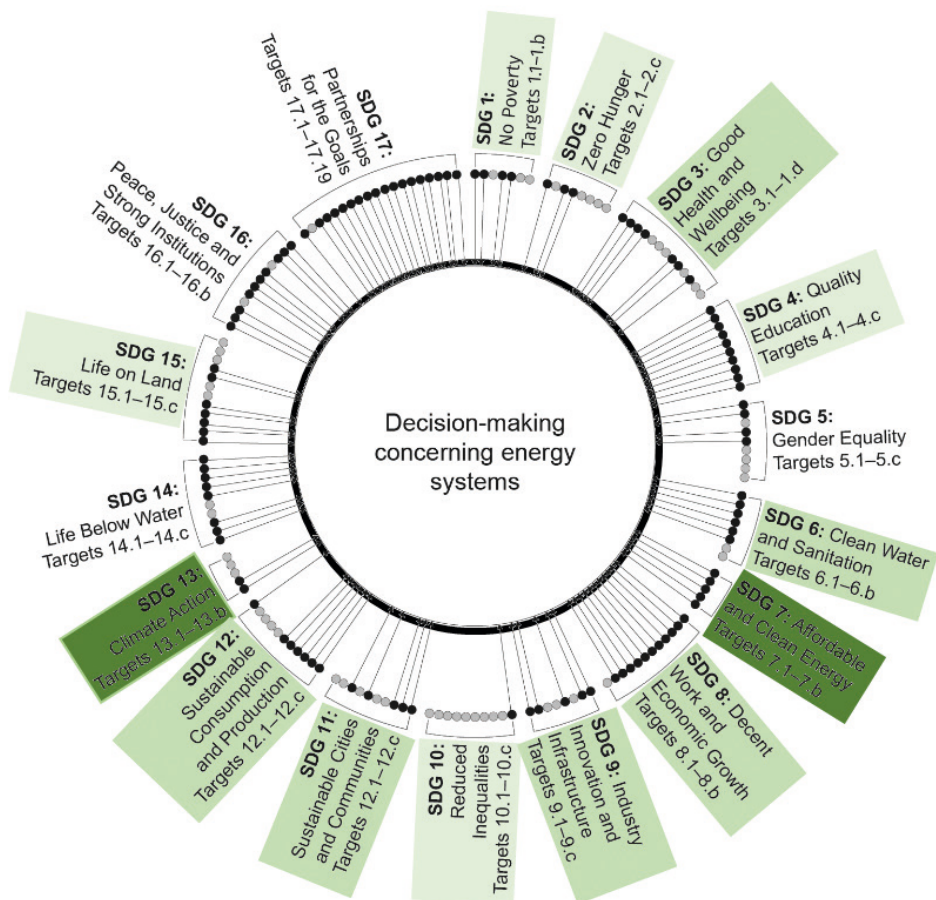 Decision-making
concerning energy
systems
SDG 1:
No Poverty
Targets 1.1–1.b
SDG 2:
Zero Hunger
Targets 2.1–2.c
SDG 3: Good
Health and
Wellbeing
Targets 3.1–1.d
SDG 4: Quality
Education
Targets 4.1–4.c
SDG 5:
Gender Equality
Targets 5.1–5.c
SDG 6: Clean Water
and Sanitation
Targets 6.1–6.b
SDG 7: Affordable
and Clean Energy
Targets 7.1–7.b
SDG 8: Decent
Work and
Economic Growth
Targets 8.1–8.b
SDG 9: Industry
Innovation and
Infrastructure
Targets 9.1–9.c
SDG 10:
Reduced
Inequalities
Targets 10.1–10.c
SDG 11:
Sustainable Cities
and Communities
Targets 12.1–12.c
SDG 12:
Sustainable
Consumption
and Production
Targets 12.1–12.c
SDG 13:
Climate Action
Targets 13.1–13.b
SDG 14:
Life Below Water
Targets 14.1–14.c
SDG 15:
Life on Land
Targets 15.1–15.c
SDG 16:
Peace, Justice and
Strong Institutions
Targets 16.1–16.b
SDG 17:
Partnerships
for the Goals
Targets 17.1–17.19